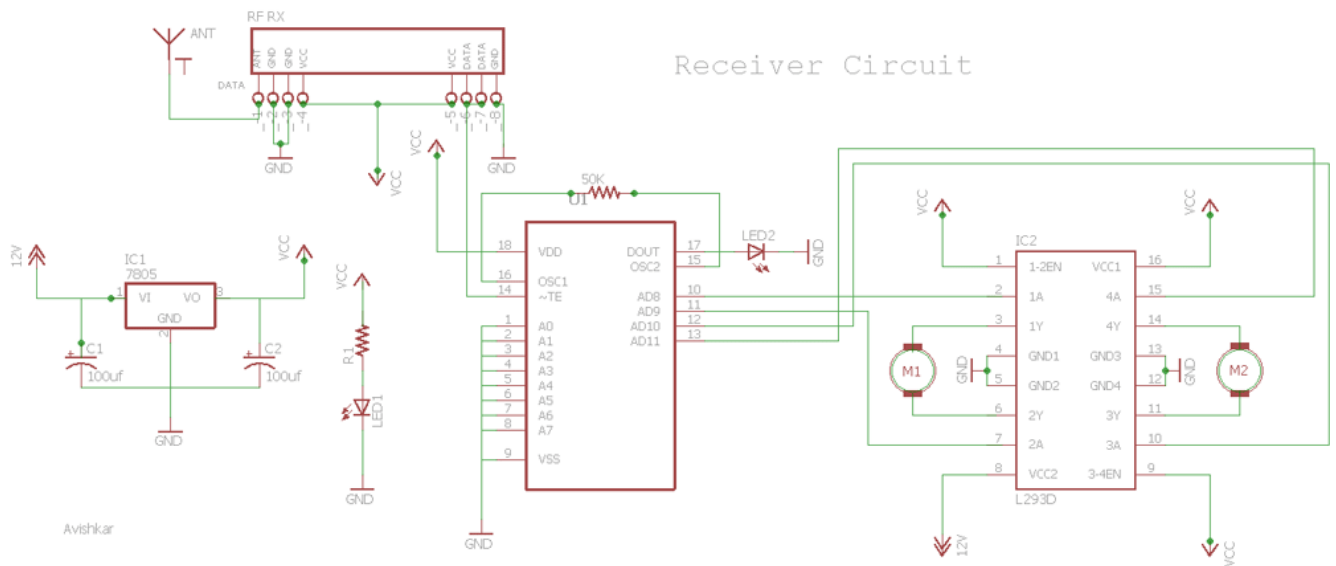 RF RX
ANT
T
Receiver Circuit
ANT
GND
GND
VCC
VCC
DATA
DATA
GND
DATA
-1
-2
-3
-4
-5
-6
-7
-8
GND
VCC
GND
VCC
50K
U1
18 VDD
16 OSC1
14 ~TE
1 A0
2 A1
3 A2
4 A3
5 A4
6 A5
7 A6
8 A7
9 VSS
DOUT 17
OSC2 15
AD8 10
AD9 11
AD10 12
AD11 13
LED2
GND
GND
12V
IC1
7805
1 VI
VO 3
GND
2
VCC
+ C1
100uf
+ C2
100uf
GND
VCC
R1
LED1
GND
VCC
VCC
IC2
1 1-2EN
2 1A
3 1Y
4 GND1
5 GND2
6 2Y
7 2A
8 VCC2
VCC1 16
4A 15
4Y 14
GND3 13
GND4 12
3Y 11
3A 10
3-4EN 9
L293D
M1
GND
GND
M2
12V
VCC
Avishkar